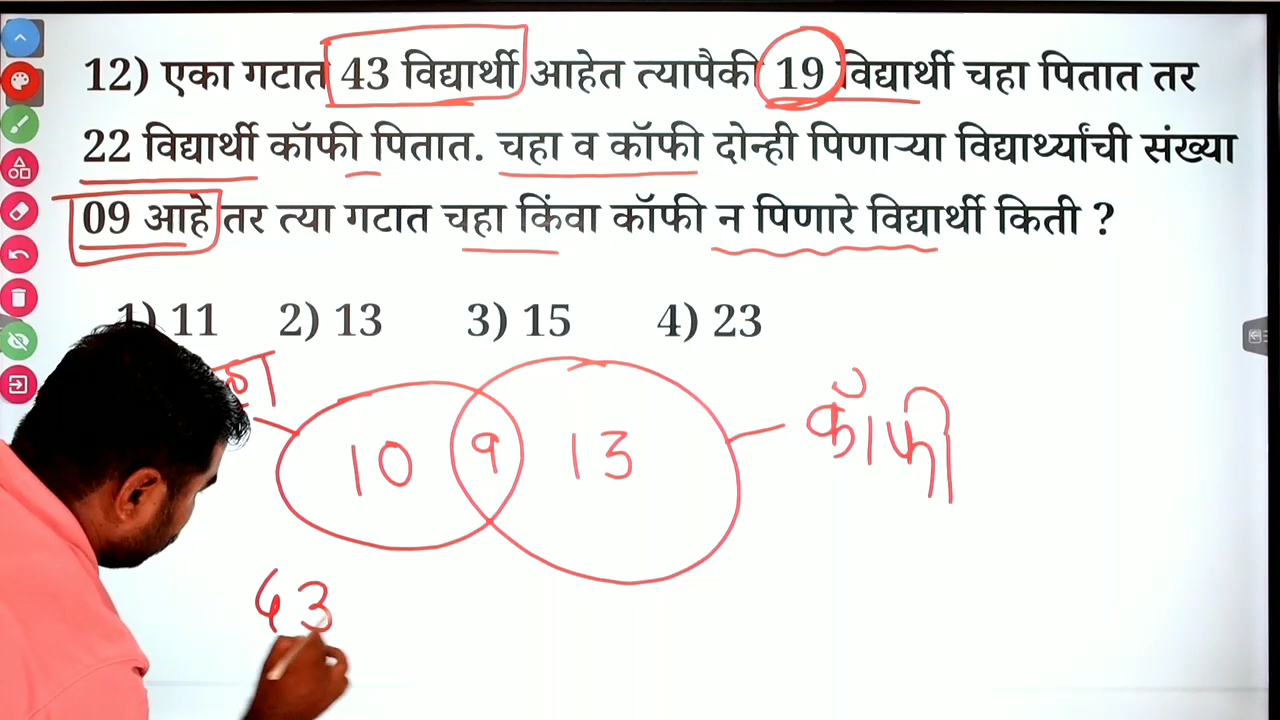 12) एका गटात 43 विद्यार्थी आहेत त्यापैकी 19 विद्यार्थी चहा पितात तर
22 विद्यार्थी कॉफी पितात. चहा व कॉफी दोन्ही पिणाऱ्या विद्यार्थ्यांची संख्या
09 आहे तर त्या गटात चहा किंवा कॉफी न पिणारे विद्यार्थी किती ?
1) 11 2) 13 3) 15 4) 23
10 9 13 कॉफी
43